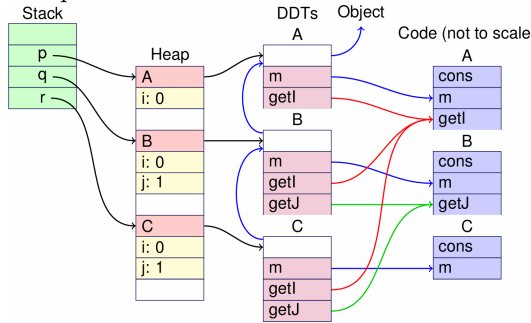 Stack
p
q
r
Heap
A
i: 0
B
i: 0
j: 1
C
i: 0
j: 1
DDTs
Object
A
m
getI
B
m
getI
getJ
C
m
getI
getJ
Code (not to scale
A
cons
m
getI
B
cons
m
getJ
C
cons
m